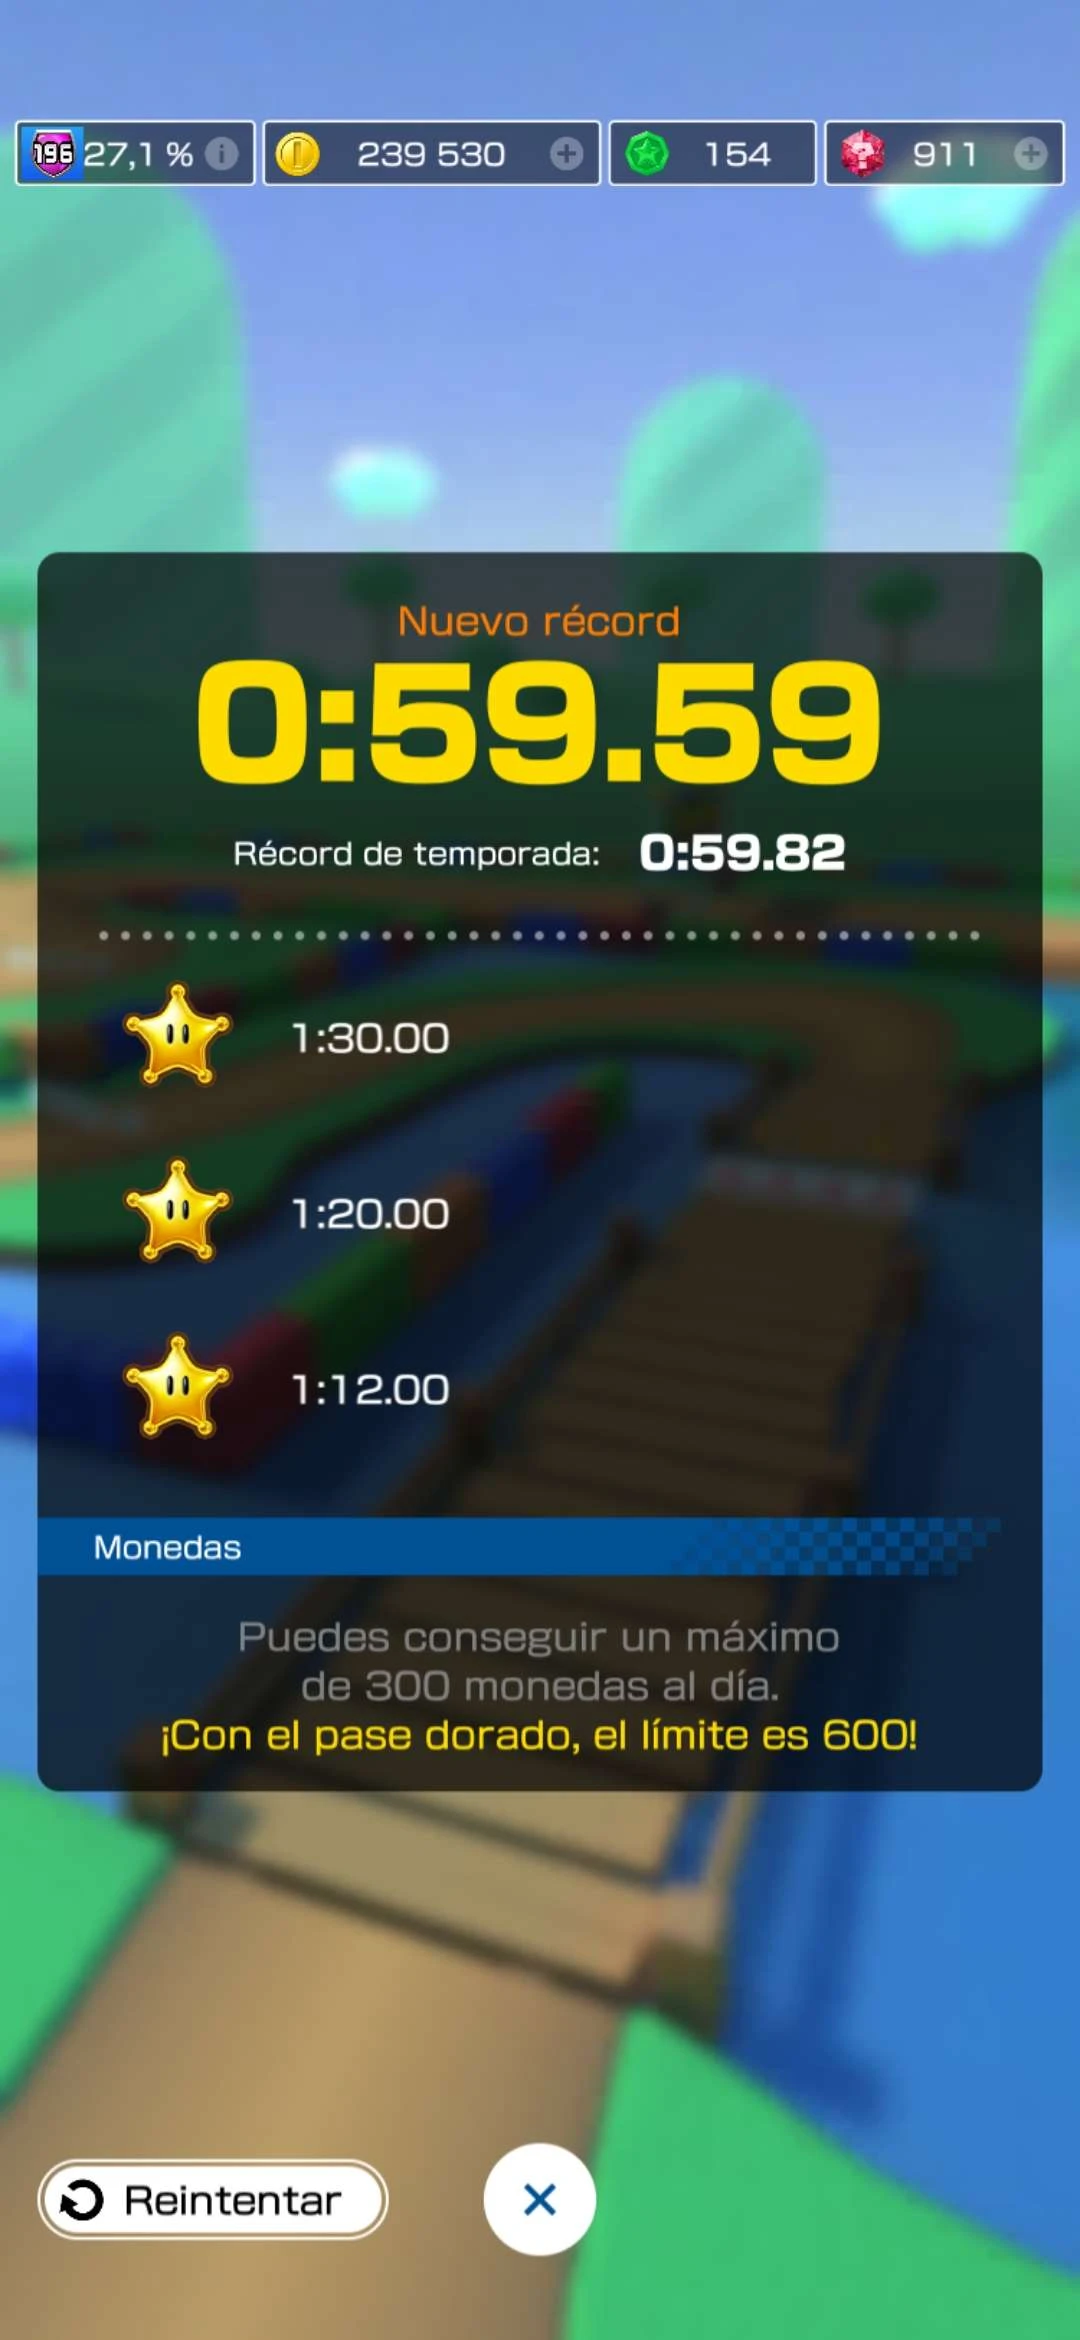 196 27,1 % 239 530 154 911
Nuevo récord
0:59.59
Récord de temporada: 0:59.82
1:30.00
1:20.00
1:12.00
Monedas
Puedes conseguir un máximo
de 300 monedas al día.
¡Con el pase dorado, el límite es 600!
Reintentar